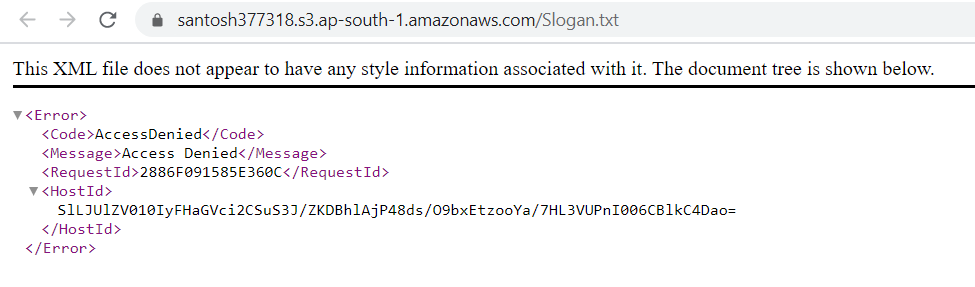 santosh377318.s3.ap-south-1.amazonaws.com/Slogan.txt
This XML file does not appear to have any style information associated with it. The document tree is shown below.
▼<Error>
<Code>AccessDenied</Code>
<Message>Access Denied</Message>
<RequestId>2886F091585E360C</RequestId>
▼<HostId>
SlLJUlZV010IyFHaGVci2CSuS3J/ZKDBhlAjP48ds/O9bxEtzooYa/7HL3VUPnI006CBlkC4Dao=
</HostId>
</Error>